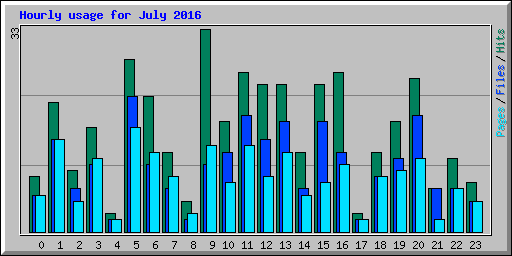 Hourly usage for July 2016
33
Pages / Files / Hits
0 1 2 3 4 5 6 7 8 9 10 11 12 13 14 15 16 17 18 19 20 21 22 23